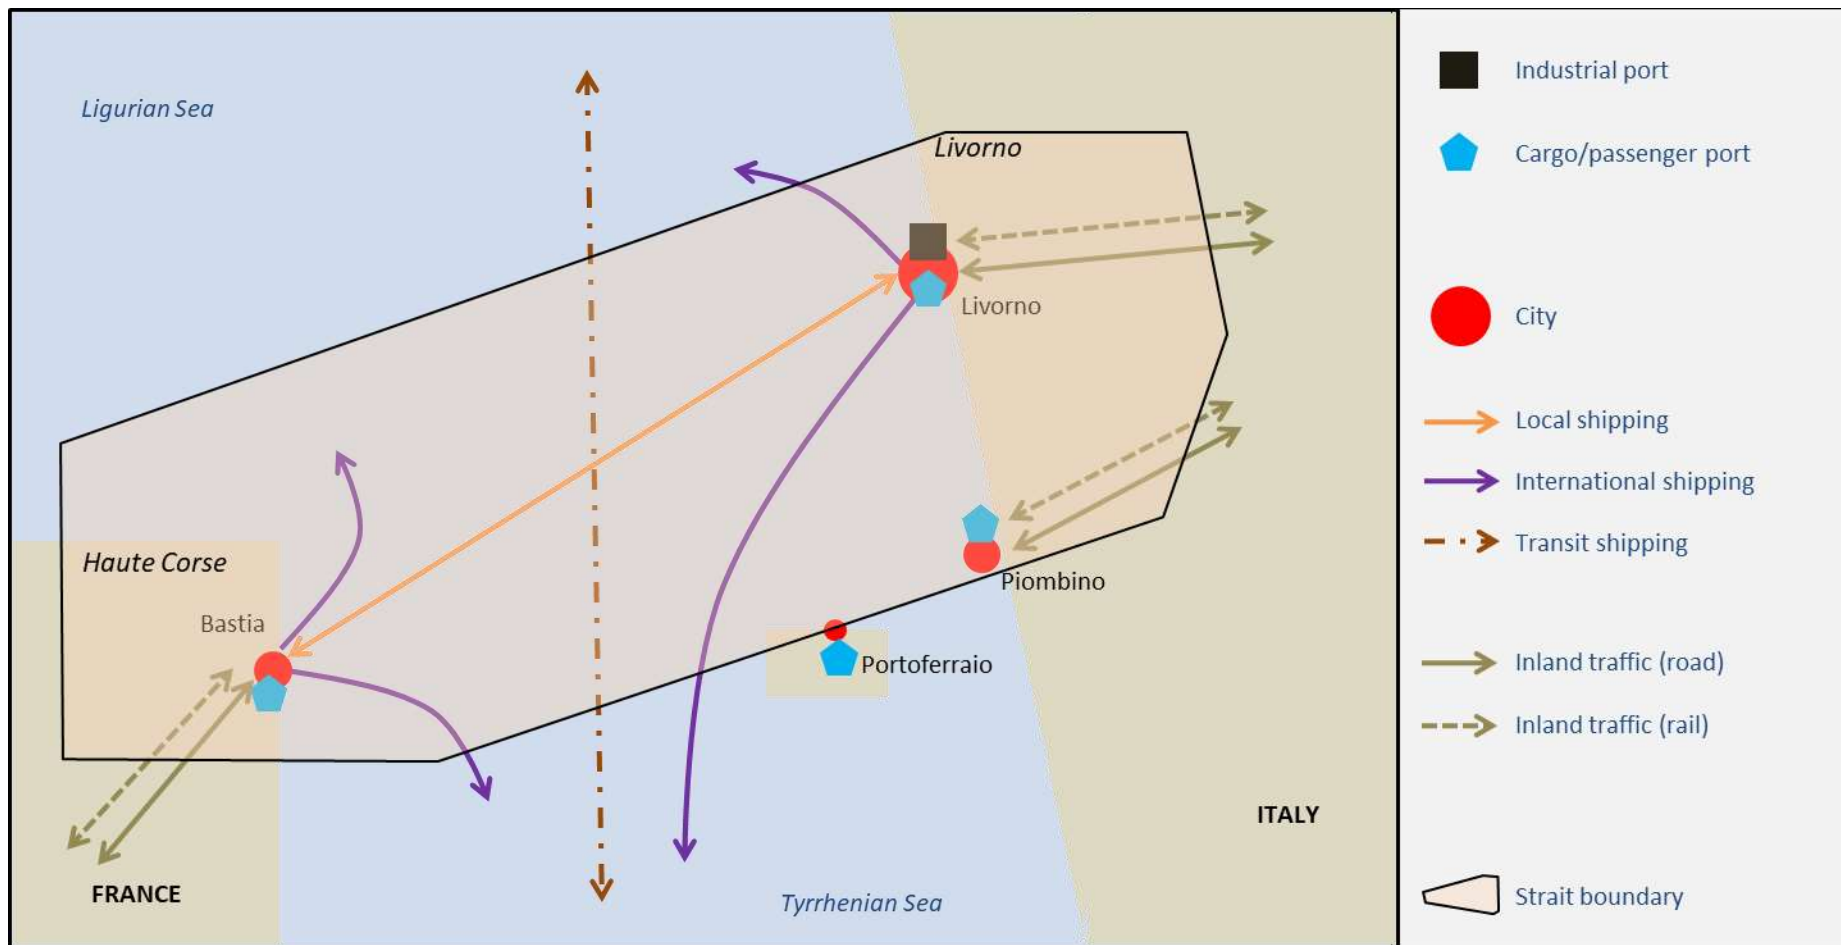 Ligurian Sea
Livorno
Livorno
Haute Corse
Bastia
Piombino
Portoferraio
ITALY
FRANCE
Tyrrhenian Sea
Industrial port
Cargo/passenger port
City
Local shipping
International shipping
Transit shipping
Inland traffic (road)
Inland traffic (rail)
Strait boundary